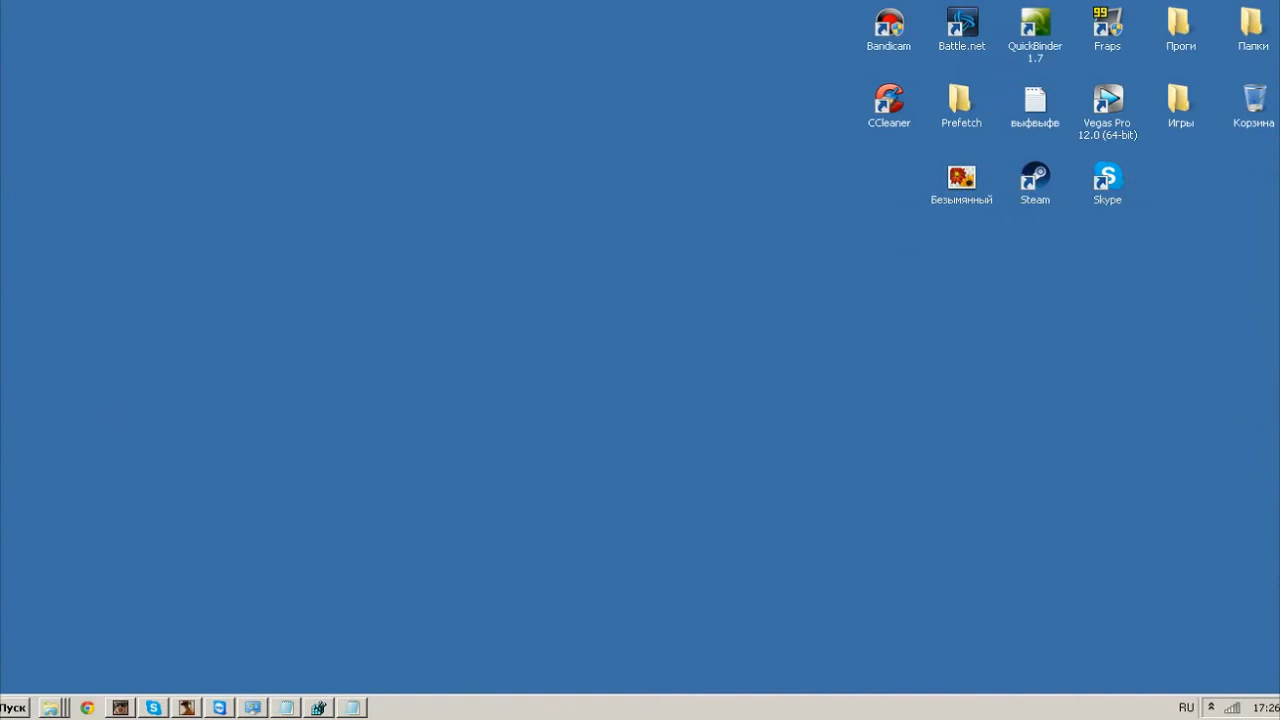 99
Bandicam
Battle.net
QuickBinder
1.7
Fraps
Проги
Папки
CCleaner
Prefetch
выфвыфв
Vegas Pro
12.0 (64-bit)
Игры
Корзина
Безымянный
Steam
Skype
Пуск
RU
17:26